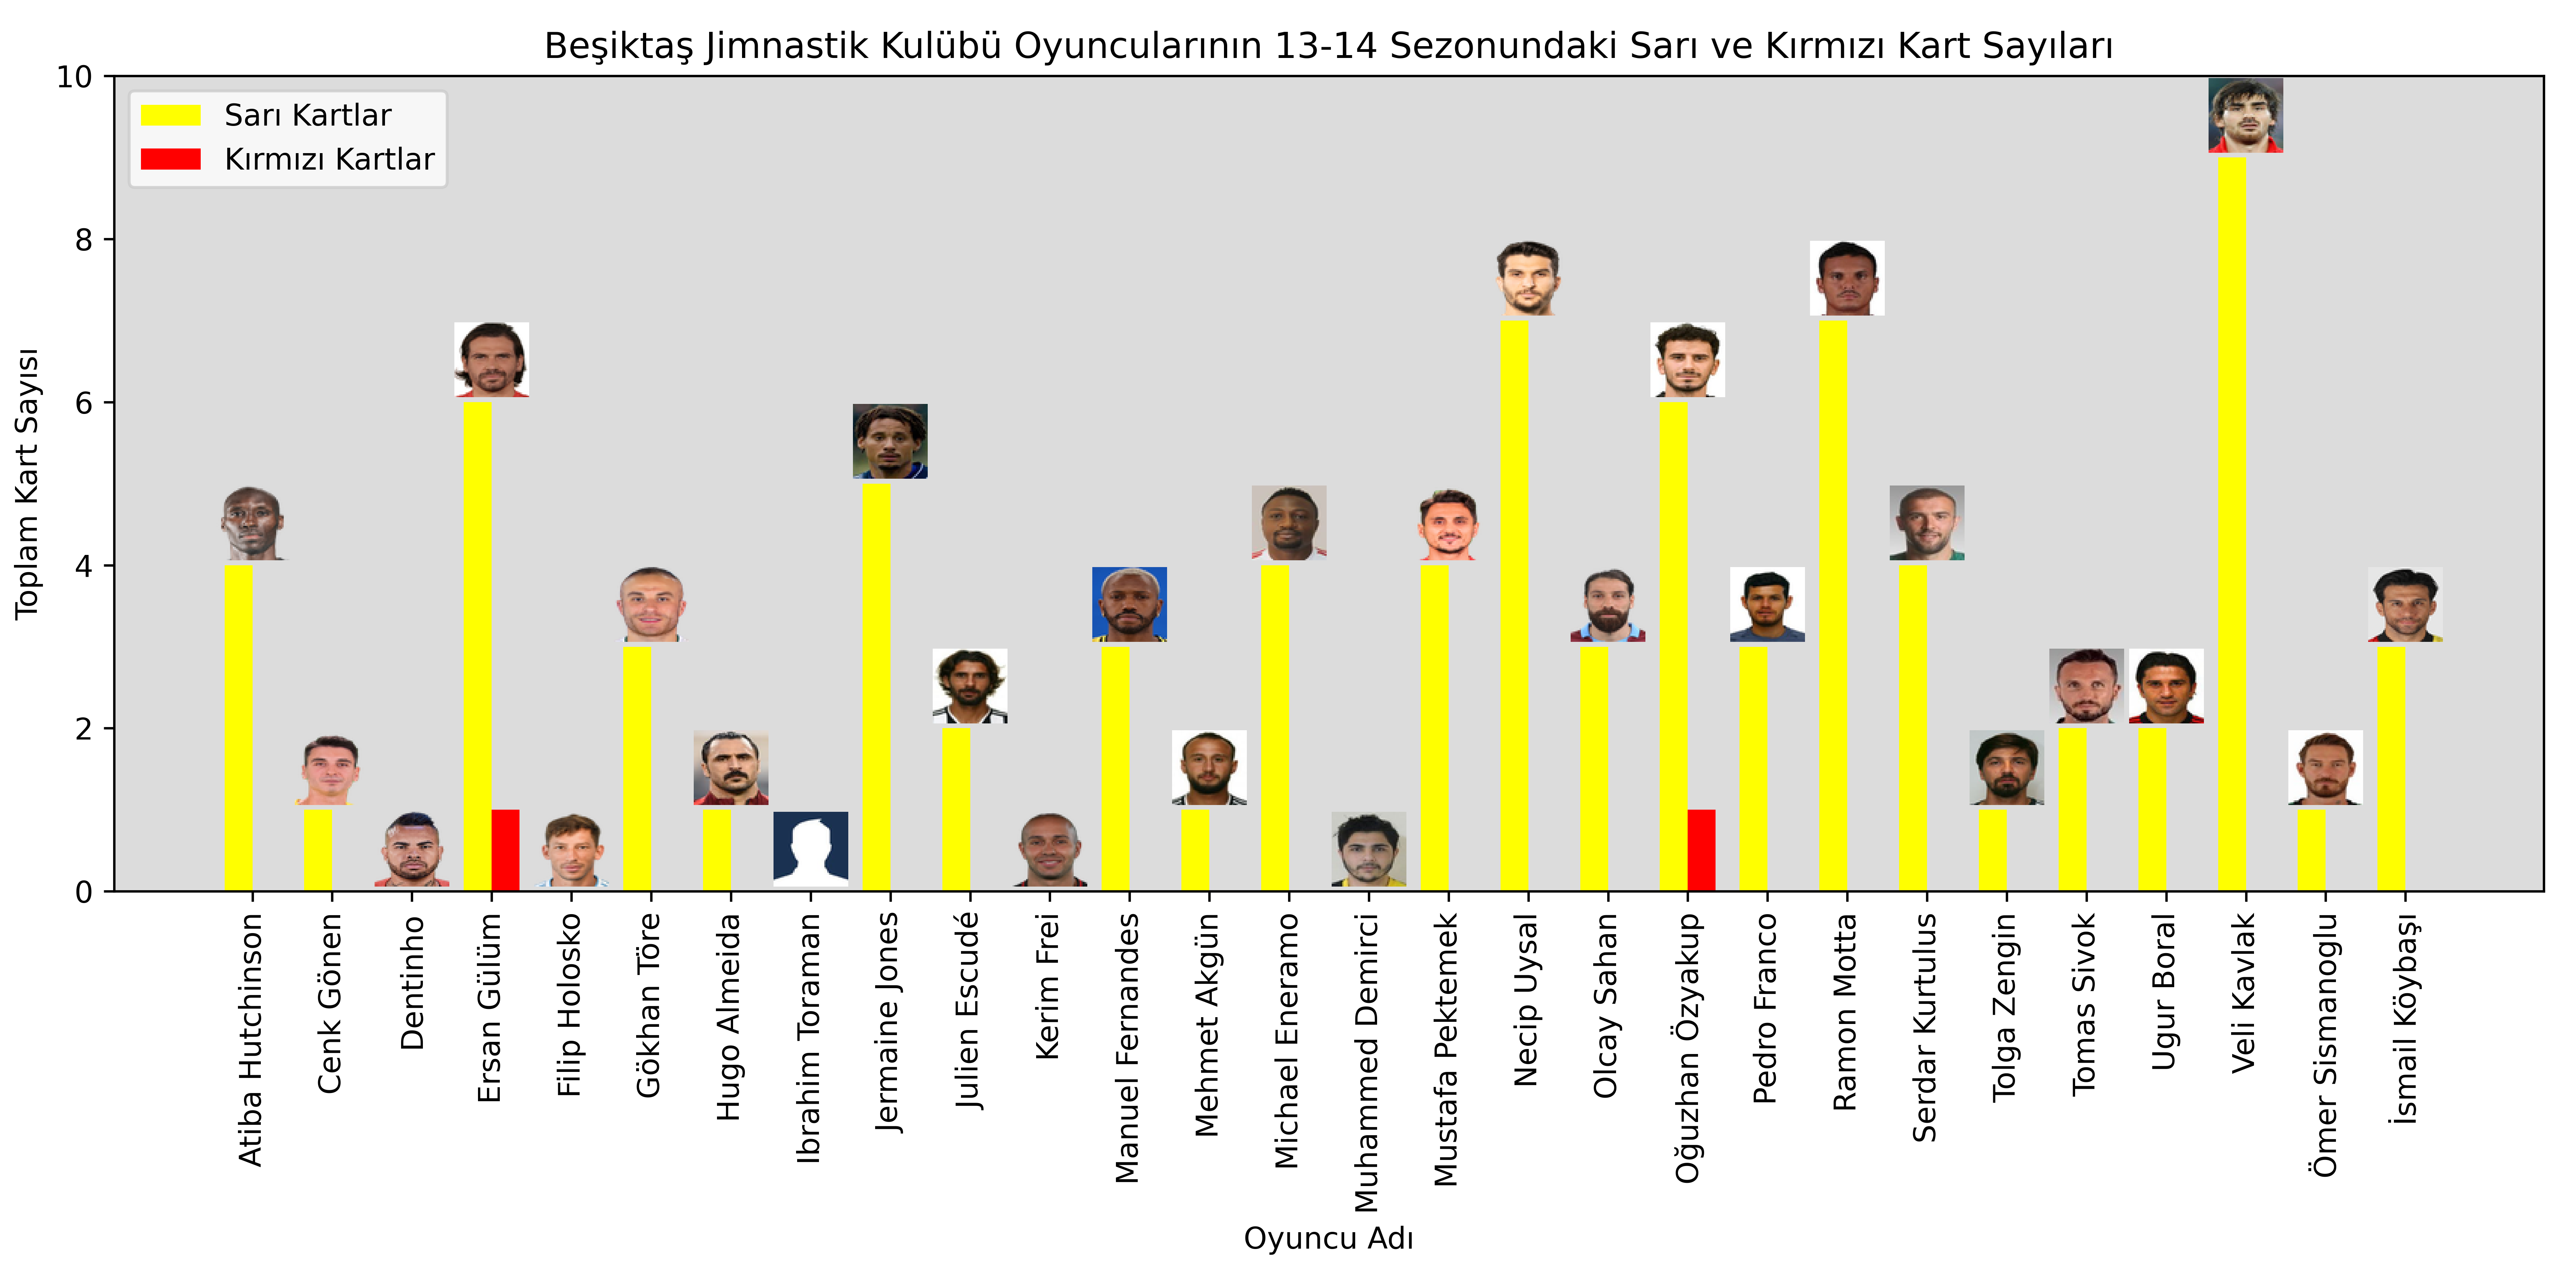 Beşiktaş Jimnastik Kulübü Oyuncularının 13-14 Sezonundaki Sarı ve Kırmızı Kart Sayıları
Sarı Kartlar
Kırmızı Kartlar
Toplam Kart Sayısı
10
8
6
4
2
0
Atiba Hutchinson
Cenk Gönen
Dentinho
Ersan Gülüm
Filip Holosko
Gökhan Töre
Hugo Almeida
Ibrahim Toraman
Jermaine Jones
Julien Escudé
Kerim Frei
Manuel Fernandes
Mehmet Akgün
Michael Eneramo
Muhammed Demirci
Mustafa Pektemek
Necip Uysal
Olcay Sahan
Oğuzhan Özyakup
Pedro Franco
Ramon Motta
Serdar Kurtulus
Tolga Zengin
Tomas Sivok
Ugur Boral
Veli Kavlak
Ömer Sismanoglu
İsmail Köybaşı
Oyuncu Adı